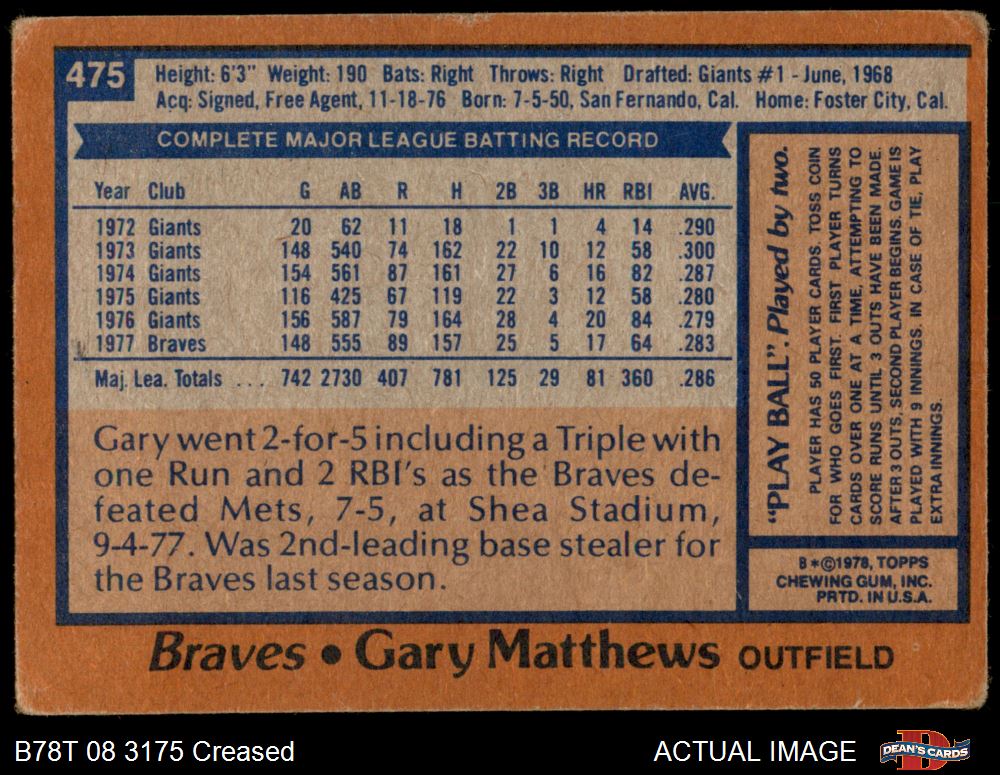 475
Height: 6'3" Weight: 190 Bats: Right Throws: Right Drafted: Giants #1 - June, 1968
Acq: Signed, Free Agent, 11-18-76 Born: 7-5-50, San Fernando, Cal. Home: Foster City, Cal.
COMPLETE MAJOR LEAGUE BATTING RECORD
Year Club G AB R H 2B 3B HR RBI AVG.
1972 Giants 20 62 11 18 1 1 4 14 .290
1973 Giants 148 540 74 162 22 10 12 58 .300
1974 Giants 154 561 87 161 27 6 16 82 .287
1975 Giants 116 425 67 119 22 3 12 58 .280
1976 Giants 156 587 79 164 28 4 20 84 .279
1977 Braves 148 555 89 157 25 5 17 64 .283
Maj. Lea. Totals ... 742 2730 407 781 125 29 81 360 .286
Gary went 2-for-5 including a Triple with
one Run and 2 RBI's as the Braves de-
feated Mets, 7-5, at Shea Stadium,
9-4-77. Was 2nd-leading base stealer for
the Braves last season.
"PLAY BALL". Played by two.
PLAYER HAS 50 PLAYER CARDS. TOSS COIN
FOR WHO GOES FIRST. FIRST PLAYER TURNS
CARDS OVER ONE AT A TIME, ATTEMPTING TO
SCORE RUNS UNTIL 3 OUTS HAVE BEEN MADE.
AFTER 3 OUTS, SECOND PLAYER BEGINS. GAME IS
PLAYED WITH 9 INNINGS. IN CASE OF TIE, PLAY
EXTRA INNINGS.
B*©1978, TOPPS
CHEWING GUM, INC.
PRTD. IN U.S.A.
Braves • Gary Matthews OUTFIELD
B78T 08 3175 Creased
ACTUAL IMAGE
D
DEAN'S CARDS